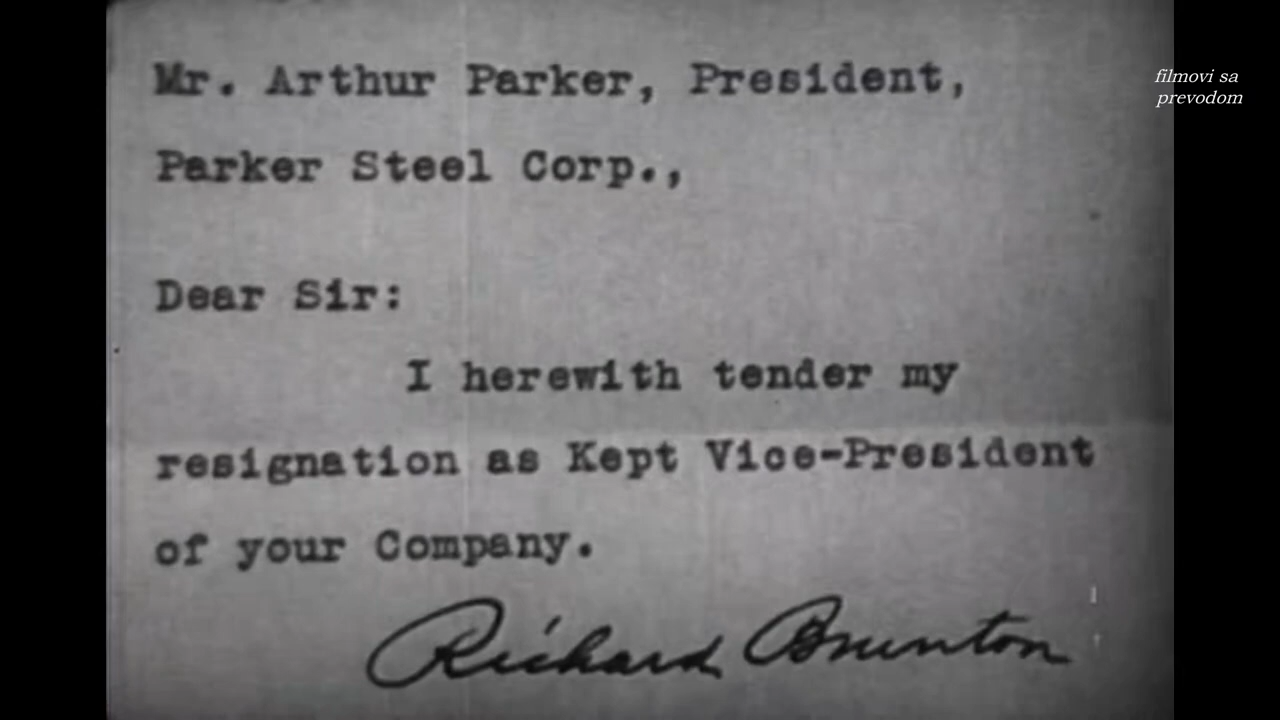 Mr. Arthur Parker, President,
Parker Steel Corp.,
Dear Sir:
I herewith tender my
resignation as Kept Vice-President
of your Company.
Richard Brunton
filmovi sa
prevodom